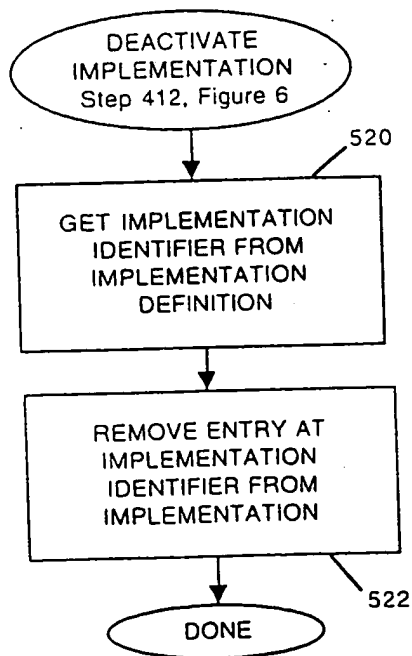 DEACTIVATE
IMPLEMENTATION
Step 412, Figure 6
520
GET IMPLEMENTATION
IDENTIFIER FROM
IMPLEMENTATION
DEFINITION
REMOVE ENTRY AT
IMPLEMENTATION
IDENTIFIER FROM
IMPLEMENTATION
522
DONE